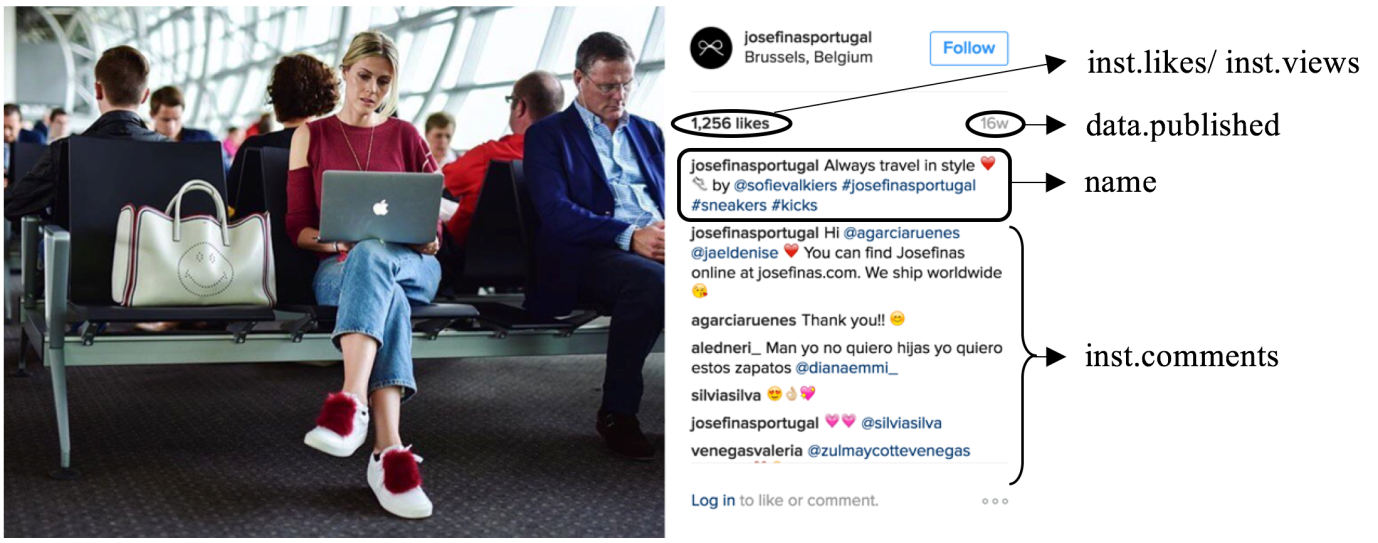 josefinasportugal
Brussels, Belgium
Follow
inst.likes/ inst.views
1,256 likes
16w
data.published
josefinasportugal Always travel in style ❤️
👟 by @sofievalkiers #josefinasportugal
#sneakers #kicks
name
josefinasportugal Hi @agarciaruenes
@jaeldenise ❤️ You can find Josefinas
online at josefinas.com. We ship worldwide
😘
agarciaruenes Thank you!! 😊
aledneri_ Man yo no quiero hijas yo quiero
estos zapatos @dianaemmi_
inst.comments
silviasilva 😍👌🏼💖
josefinasportugal 💗💗 @silviasilva
venegasvaleria @zulmaycottevenegas
Log in to like or comment.